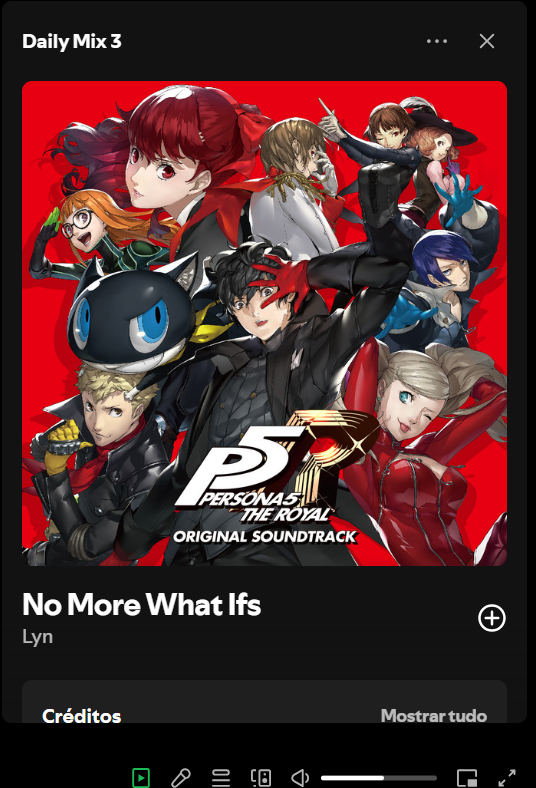 Daily Mix 3
P5R
PERSONA5
THE ROYAL
ORIGINAL SOUNDTRACK
No More What Ifs
Lyn
Créditos
Mostrar tudo